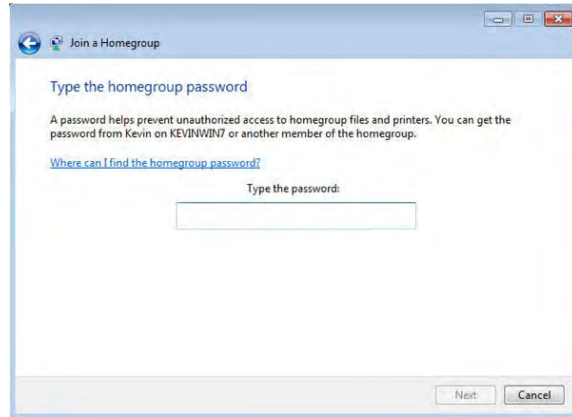 Join a Homegroup
Type the homegroup password
A password helps prevent unauthorized access to homegroup files and printers. You can get the
password from Kevin on KEVINWIN7 or another member of the homegroup.
Where can I find the homegroup password?
Type the password:
Next
Cancel